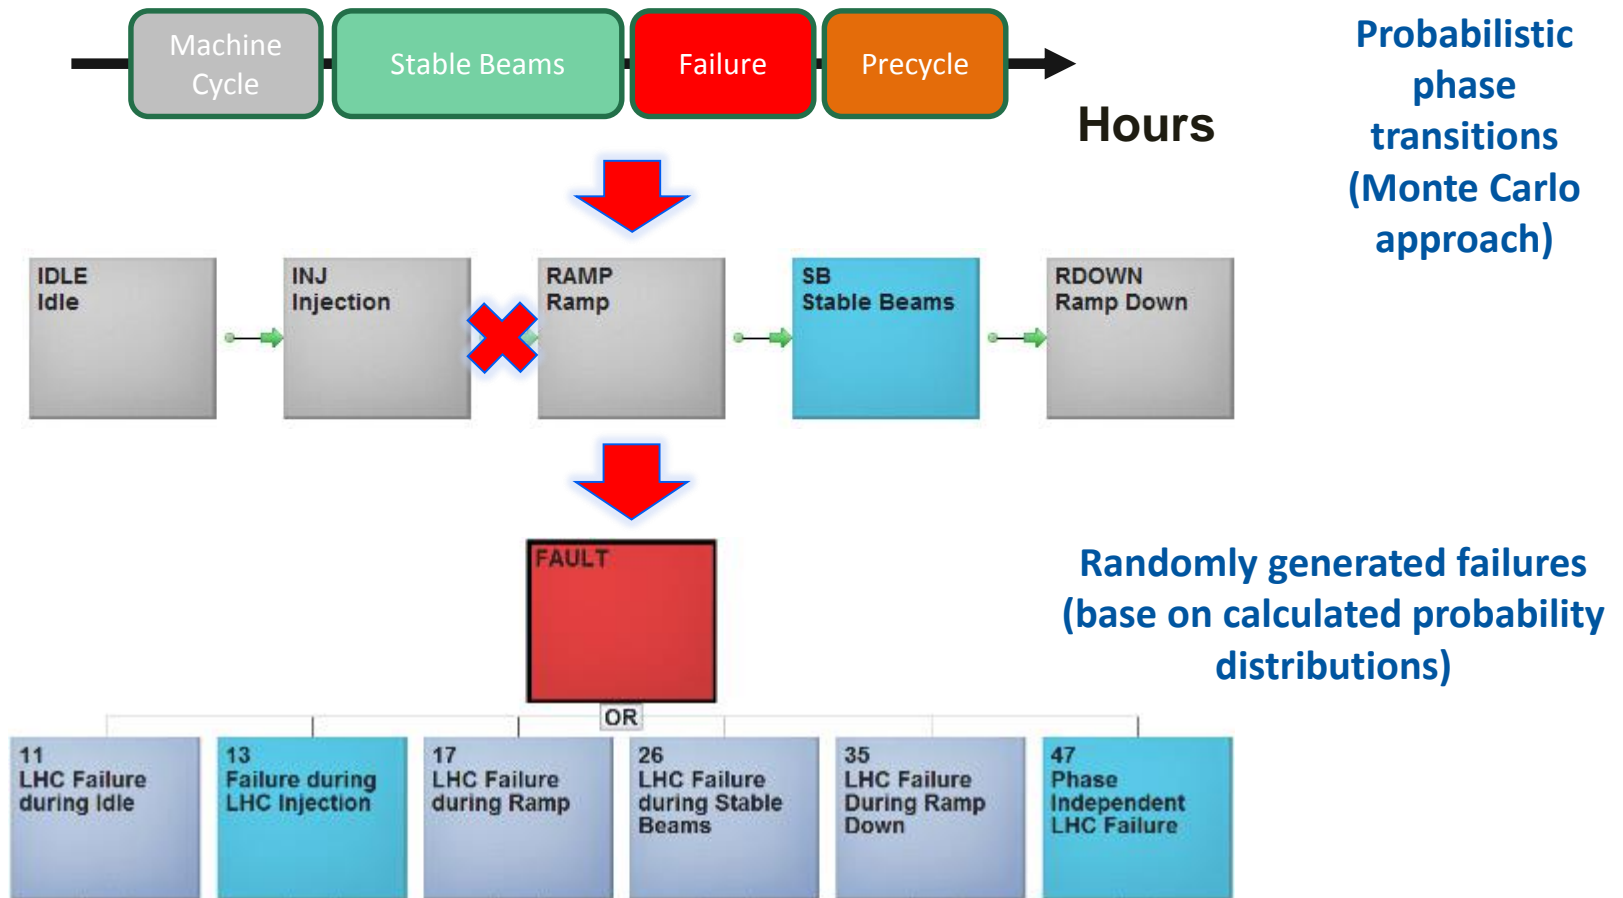 Machine
Cycle
Stable Beams
Failure
Precycle
Hours
Probabilistic
phase
transitions
(Monte Carlo
approach)
IDLE
Idle
INJ
Injection
RAMP
Ramp
SB
Stable Beams
RDOWN
Ramp Down
FAULT
OR
Randomly generated failures
(base on calculated probability
distributions)
11
LHC Failure
during Idle
13
Failure during
LHC Injection
17
LHC Failure
during Ramp
26
LHC Failure
during Stable
Beams
35
LHC Failure
During Ramp
Down
47
Phase
Independent
LHC Failure